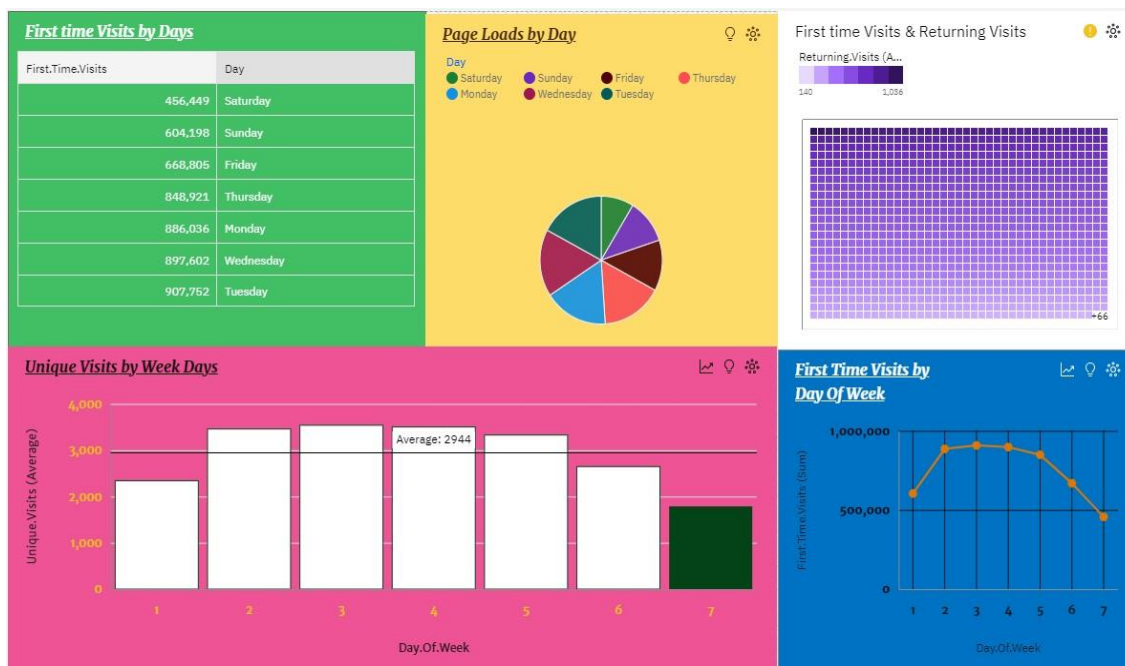 First time Visits by Days
First.Time.Visits Day
456,449 Saturday
604,198 Sunday
668,805 Friday
848,921 Thursday
886,036 Monday
897,602 Wednesday
907,752 Tuesday
Page Loads by Day
Day
Saturday Sunday Friday Thursday
Monday Wednesday Tuesday
First time Visits & Returning Visits
Returning.Visits (A...
140 1,036
+66
Unique Visits by Week Days
Unique.Visits (Average)
4,000
3,000
2,000
1,000
0
Average: 2944
1 2 3 4 5 6 7
Day.Of.Week
First Time Visits by
Day Of Week
First.Time.Visits (Sum)
1,000,000
500,000
0
1 2 3 4 5 6 7
Day.Of.Week